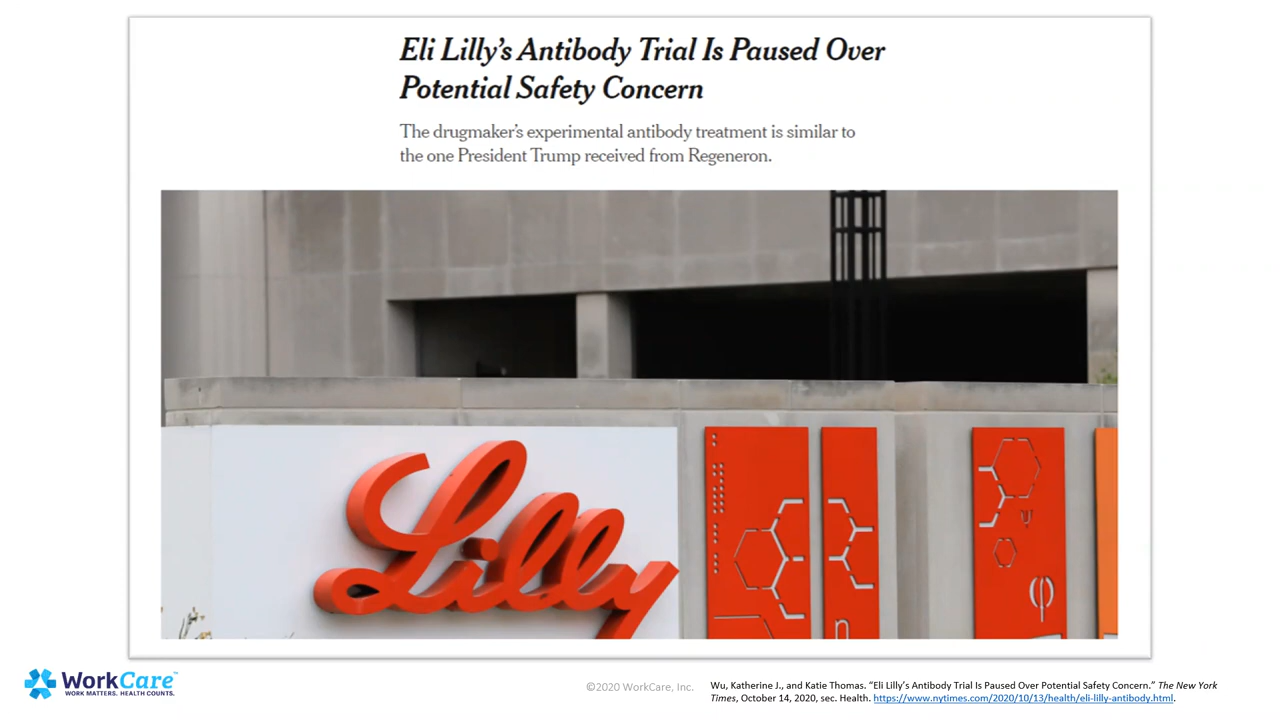 Eli Lilly's Antibody Trial Is Paused Over
Potential Safety Concern
The drugmaker's experimental antibody treatment is similar to
the one President Trump received from Regeneron.
Lilly
ψ
φ
n
WorkCare™
WORK MATTERS. HEALTH COUNTS.
©2020 WorkCare, Inc.
Wu, Katherine J., and Katie Thomas. “Eli Lilly’s Antibody Trial Is Paused Over Potential Safety Concern.” The New York
Times, October 14, 2020, sec. Health. https://www.nytimes.com/2020/10/13/health/eli-lilly-antibody.html.